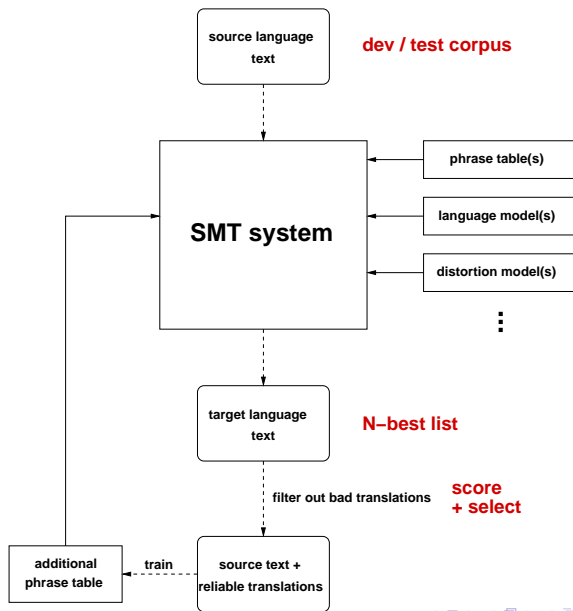 source language
text
dev / test corpus
phrase table(s)
SMT system
language model(s)
distortion model(s)
target language
text
N−best list
filter out bad translations
score
+ select
additional
phrase table
train
source text +
reliable translations